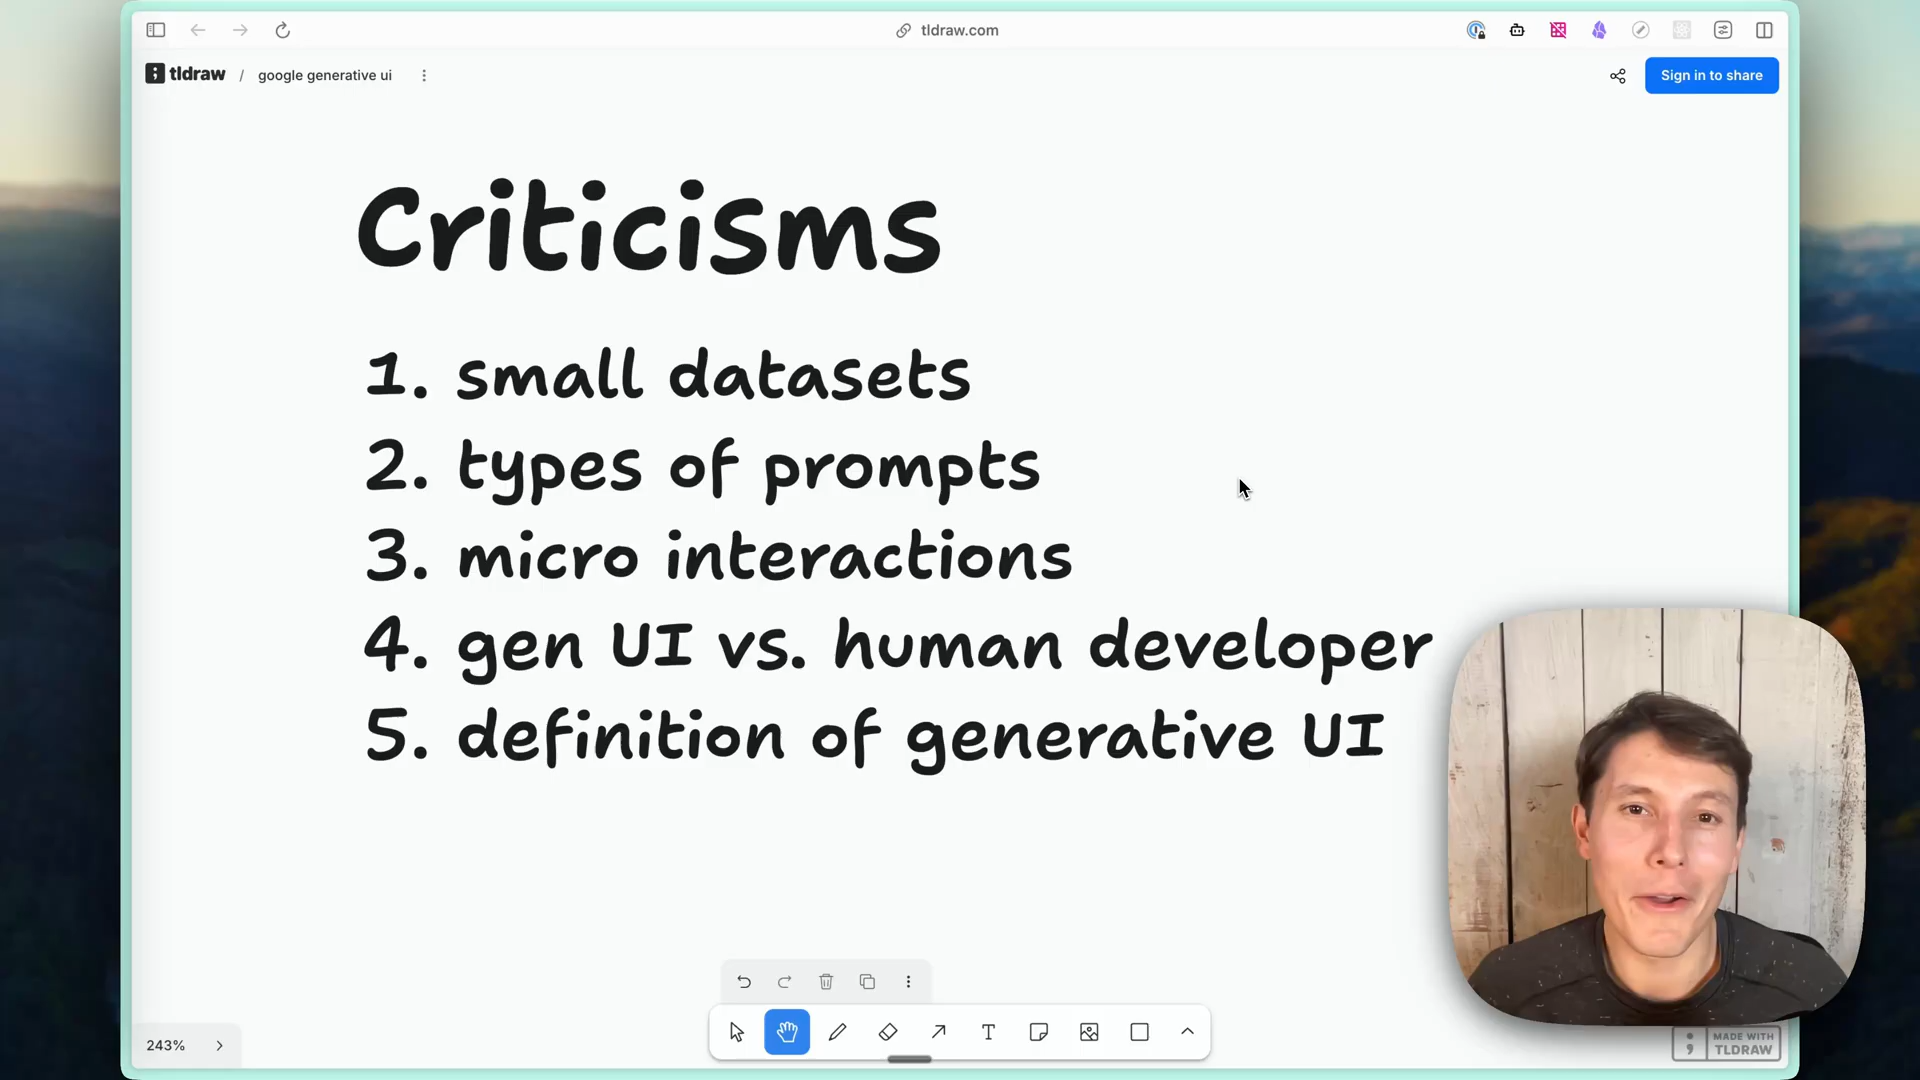 tldraw.com
tldraw / google generative ui
Sign in to share
Criticisms
1. small datasets
2. types of prompts
3. micro interactions
4. gen UI vs. human developer
5. definition of generative UI
243%
MADE WITH
TLDRAW